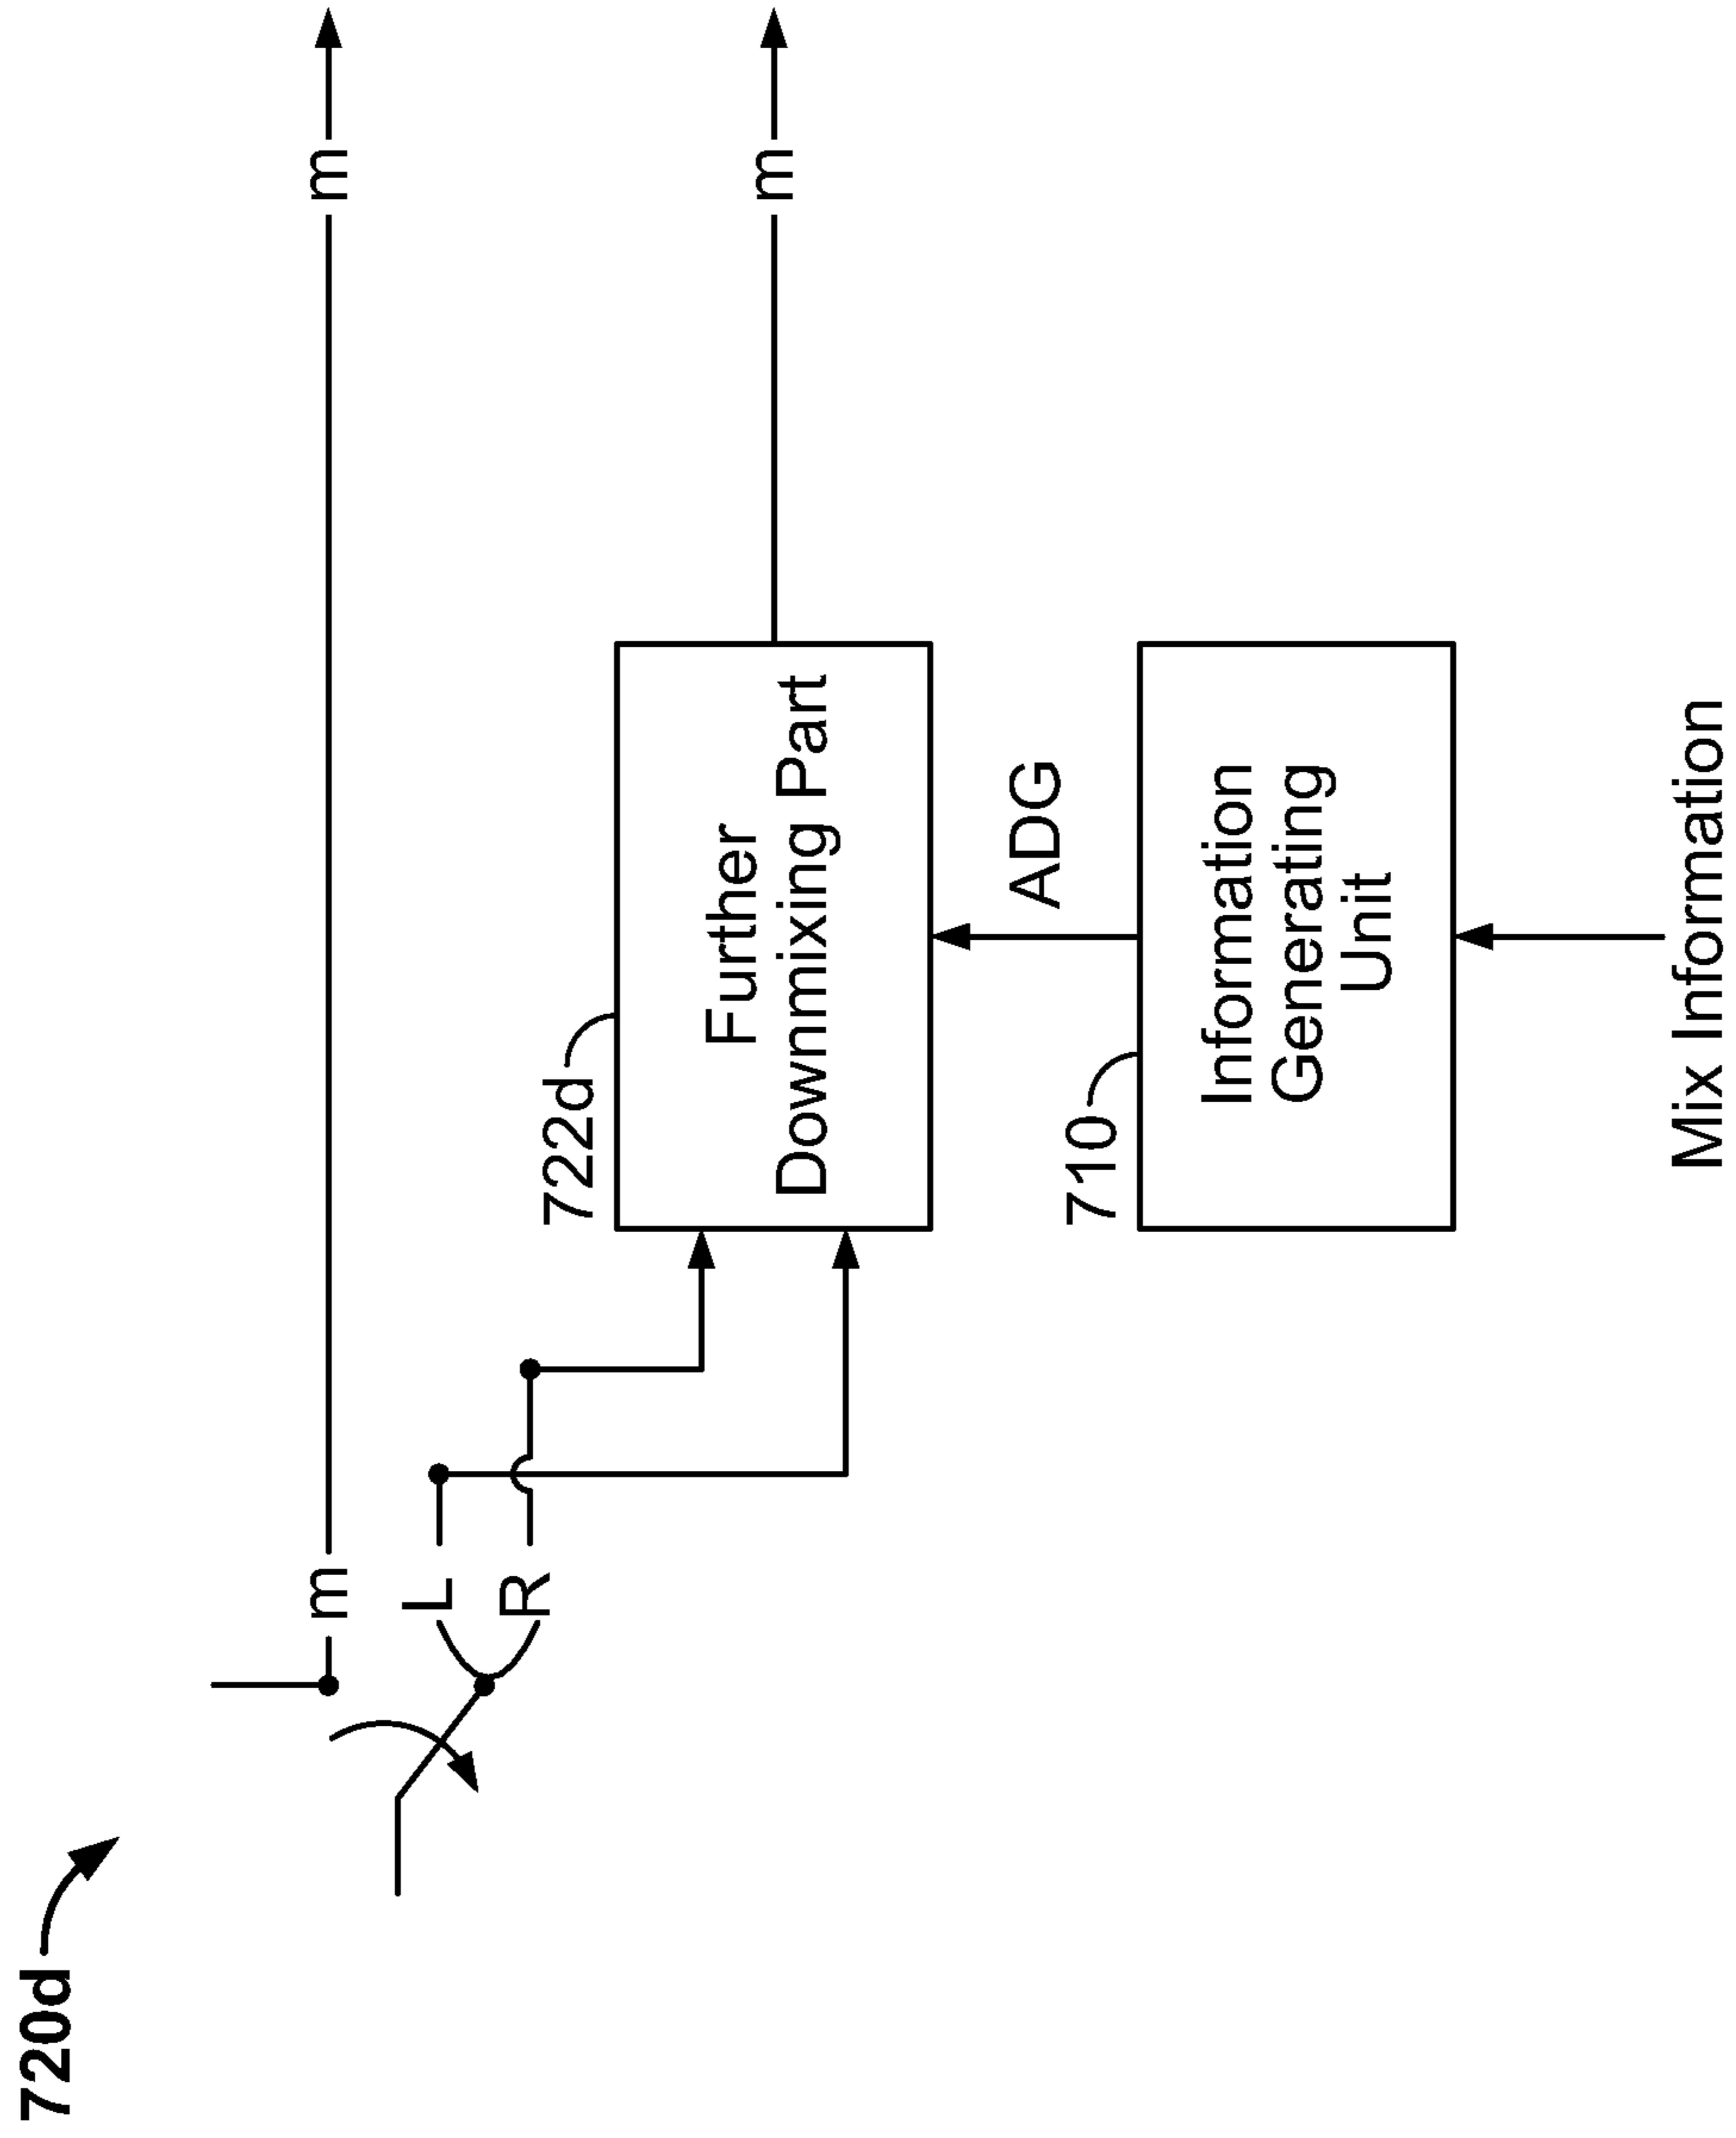 720d
m
m
L
R
722d
Further
Downmixing Part
m
ADG
710
Information
Generating
Unit
Mix Information